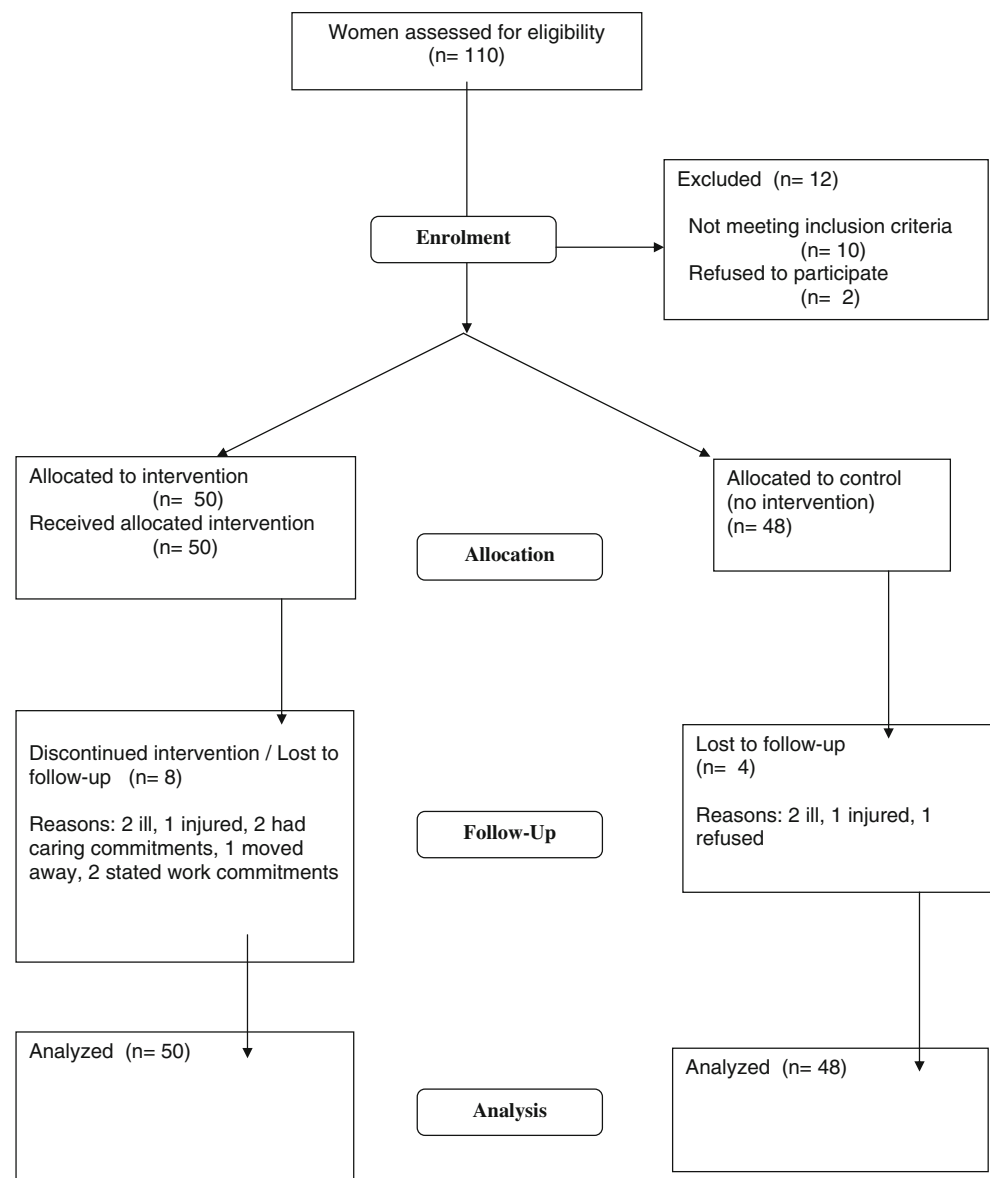 Women assessed for eligibility
(n= 110)
Excluded (n= 12)
Not meeting inclusion criteria
(n= 10)
Refused to participate
(n= 2)
Enrolment
Allocated to intervention
(n= 50)
Received allocated intervention
(n= 50)
Allocated to control
(no intervention)
(n= 48)
Allocation
Discontinued intervention / Lost to
follow-up (n= 8)
Reasons: 2 ill, 1 injured, 2 had
caring commitments, 1 moved
away, 2 stated work commitments
Lost to follow-up
(n= 4)
Reasons: 2 ill, 1 injured, 1
refused
Follow-Up
Analyzed (n= 50)
Analyzed (n= 48)
Analysis